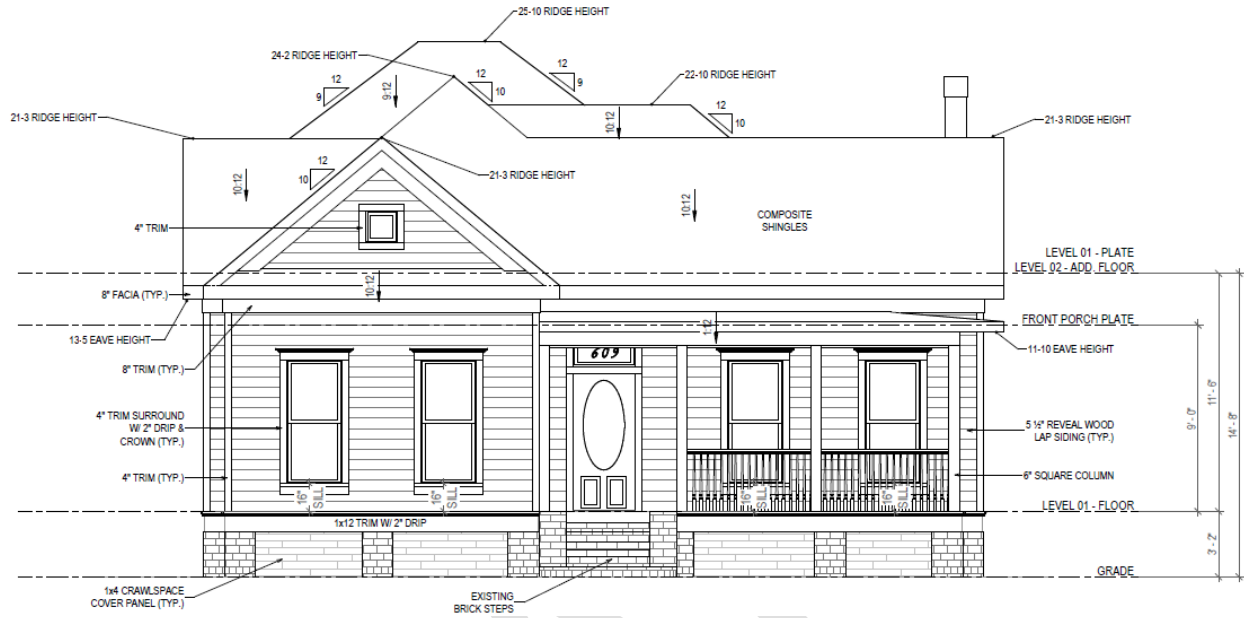 25-10 RIDGE HEIGHT
24-2 RIDGE HEIGHT
12
9
12
10
12
9
9:12
22-10 RIDGE HEIGHT
12
10
10:12
21-3 RIDGE HEIGHT
21-3 RIDGE HEIGHT
12
10
10:12
21-3 RIDGE HEIGHT
10:12
COMPOSITE
SHINGLES
4" TRIM
LEVEL 01 - PLATE
LEVEL 02 - ADD. FLOOR
10:12
8" FACIA (TYP.)
FRONT PORCH PLATE
1:12
13-5 EAVE HEIGHT
11-10 EAVE HEIGHT
609
8" TRIM (TYP.)
4" TRIM SURROUND
W/ 2" DRIP &
CROWN (TYP.)
5 ½" REVEAL WOOD
LAP SIDING (TYP.)
9' - 0"
11' - 6"
14' - 8"
4" TRIM (TYP.)
6" SQUARE COLUMN
16"
SILL
16"
SILL
16"
SILL
16"
SILL
LEVEL 01 - FLOOR
1x12 TRIM W/ 2" DRIP
3' - 2"
GRADE
1x4 CRAWLSPACE
COVER PANEL (TYP.)
EXISTING
BRICK STEPS